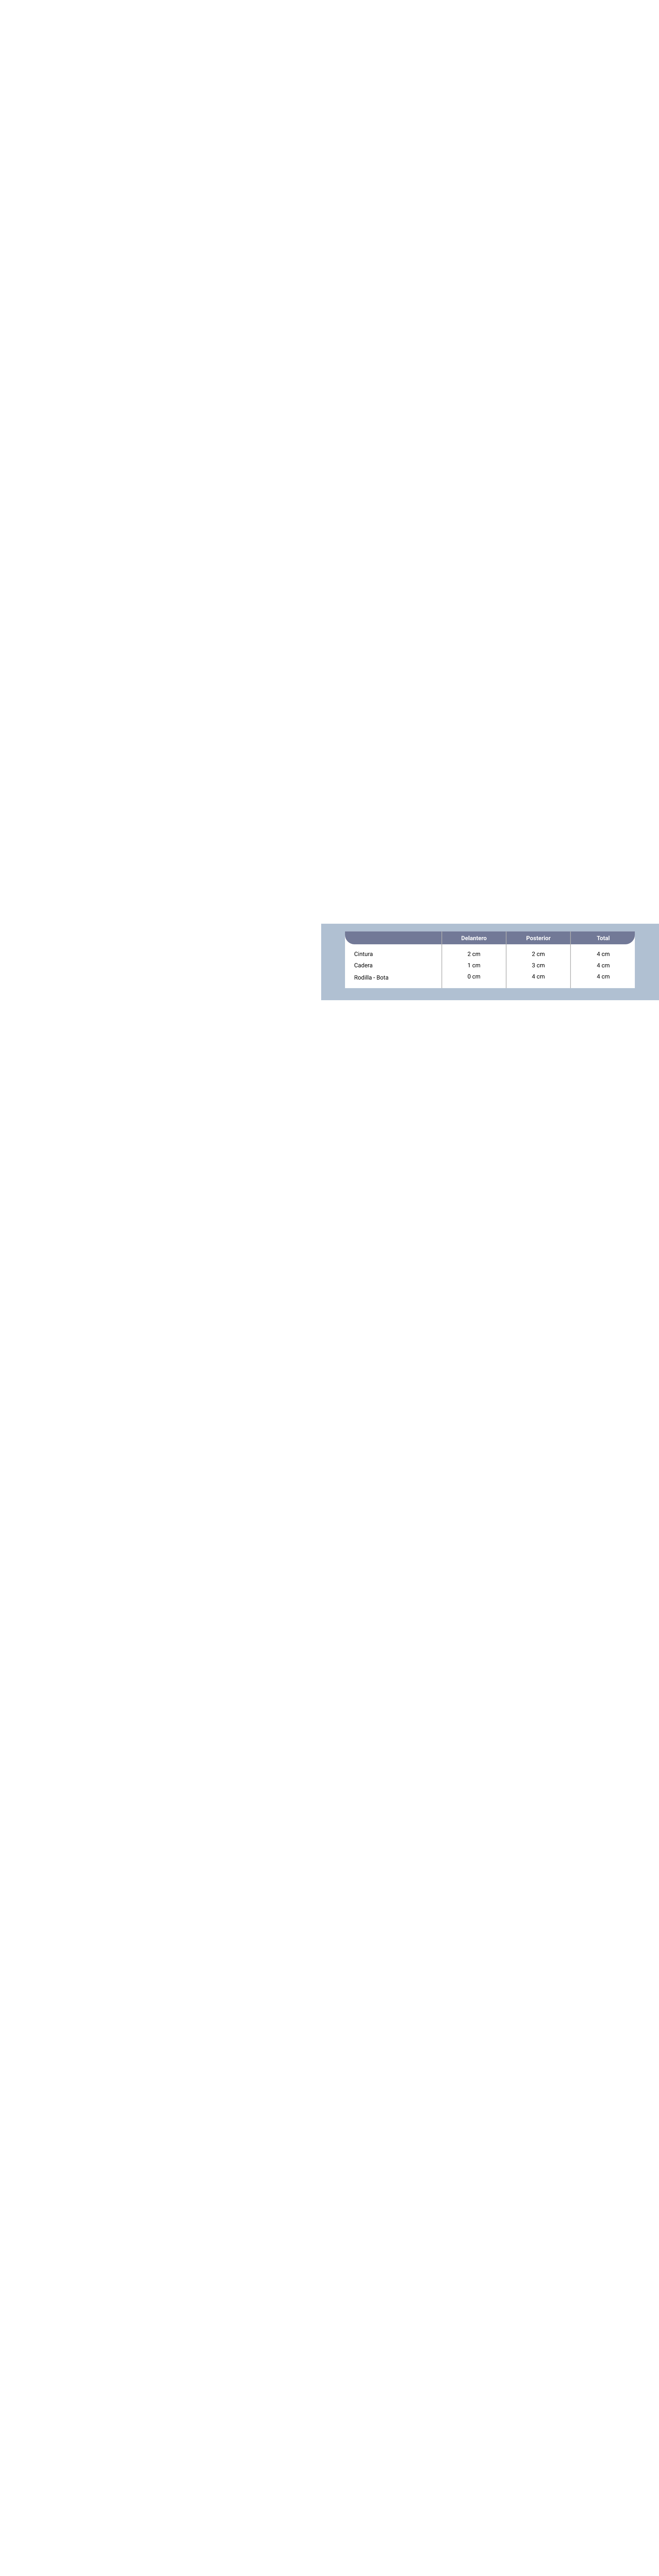 Delantero Posterior Total
Cintura 2 cm 2 cm 4 cm
Cadera 1 cm 3 cm 4 cm
Rodilla - Bota 0 cm 4 cm 4 cm